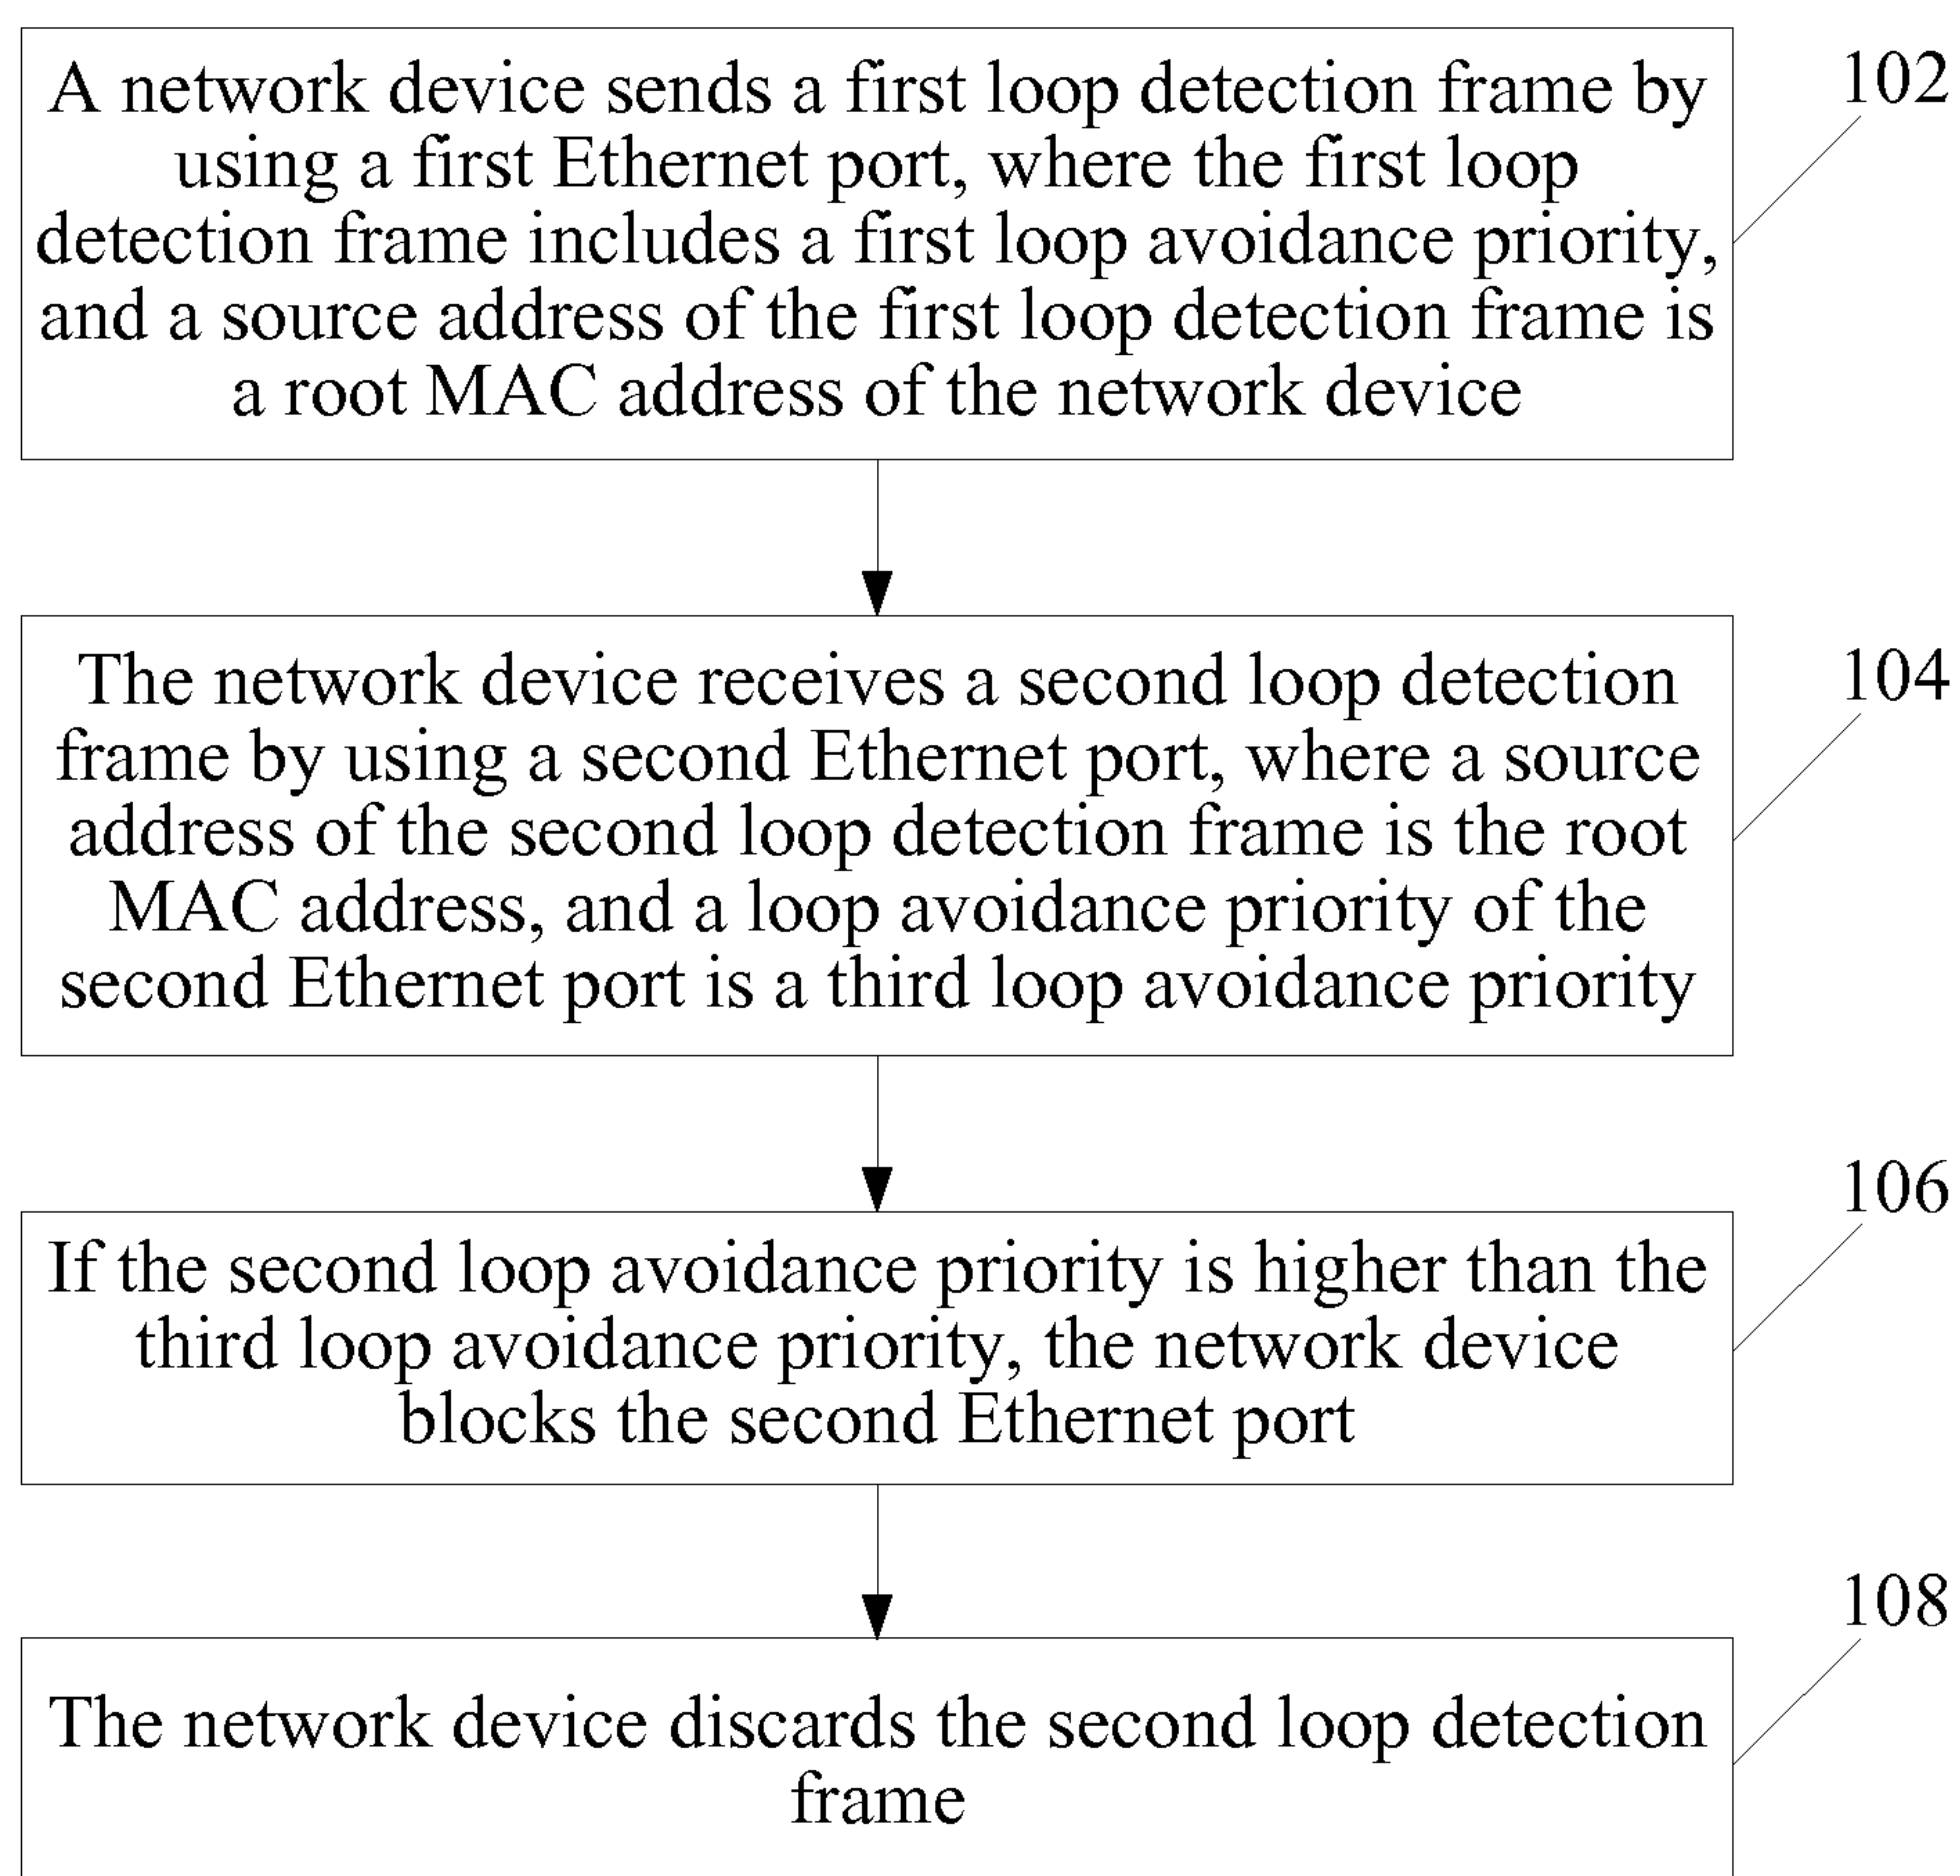 A network device sends a first loop detection frame by
using a first Ethernet port, where the first loop
detection frame includes a first loop avoidance priority,
and a source address of the first loop detection frame is
a root MAC address of the network device
102
The network device receives a second loop detection
frame by using a second Ethernet port, where a source
address of the second loop detection frame is the root
MAC address, and a loop avoidance priority of the
second Ethernet port is a third loop avoidance priority
104
If the second loop avoidance priority is higher than the
third loop avoidance priority, the network device
blocks the second Ethernet port
106
The network device discards the second loop detection
frame
108